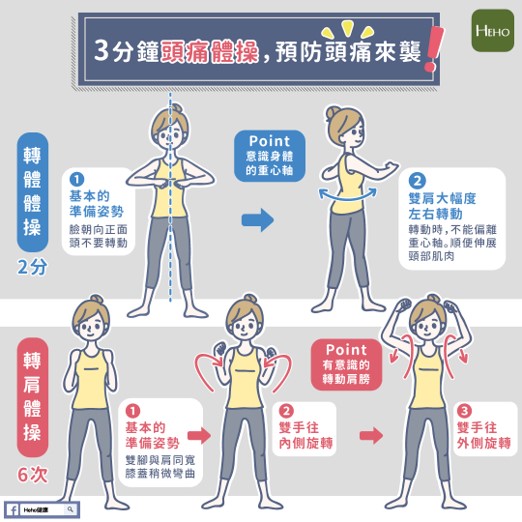 3分鐘頭痛體操,預防頭痛來襲!
HEHO
轉體體操
2分
1
基本的
準備姿勢
臉朝向正面
頭不要轉動
Point
意識身體
的重心軸
2
雙肩大幅度
左右轉動
轉動時,不能偏離
重心軸。順便伸展
頸部肌肉
轉肩體操
6次
1
基本的
準備姿勢
雙腳與肩同寬
膝蓋稍微彎曲
2
雙手往
內側旋轉
Point
有意識的
轉動肩膀
3
雙手往
外側旋轉
f Heho健康